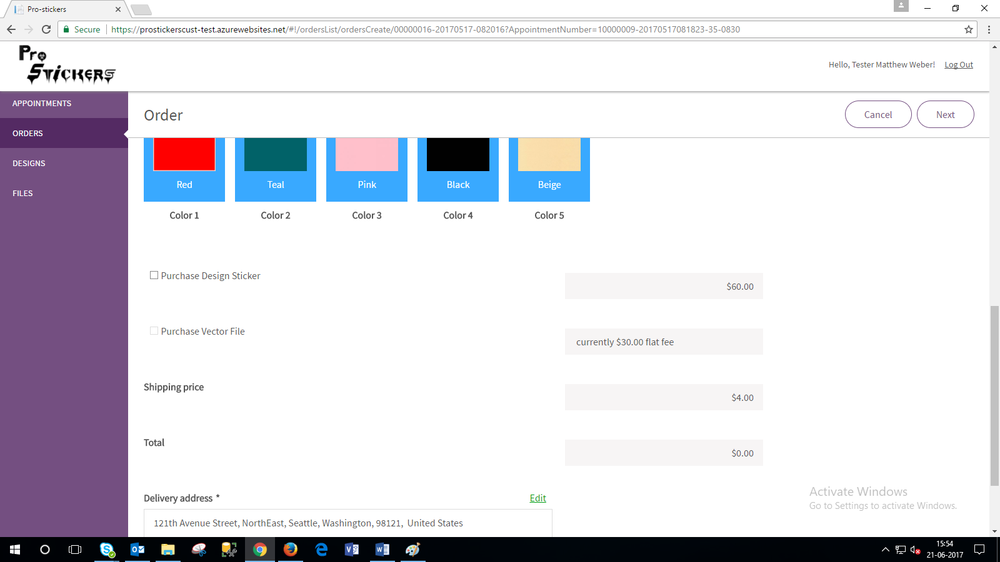 Pro-stickers
Secure
https://prostickerscust-test.azurewebsites.net/#!/ordersList/ordersCreate/00000016-20170517-082016?AppointmentNumber=10000009-20170517081823-35-0830
Pro
Stickers
Hello, Tester Matthew Weber! Log Out
APPOINTMENTS
ORDERS
DESIGNS
FILES
Order
Cancel
Next
Red Teal Pink Black Beige
Color 1 Color 2 Color 3 Color 4 Color 5
Purchase Design Sticker
$60.00
Purchase Vector File
currently $30.00 flat fee
Shipping price
$4.00
Total
$0.00
Delivery address *
Edit
121th Avenue Street, NorthEast, Seattle, Washington, 98121, United States
Activate Windows
Go to Settings to activate Windows.
15:54
21-06-2017